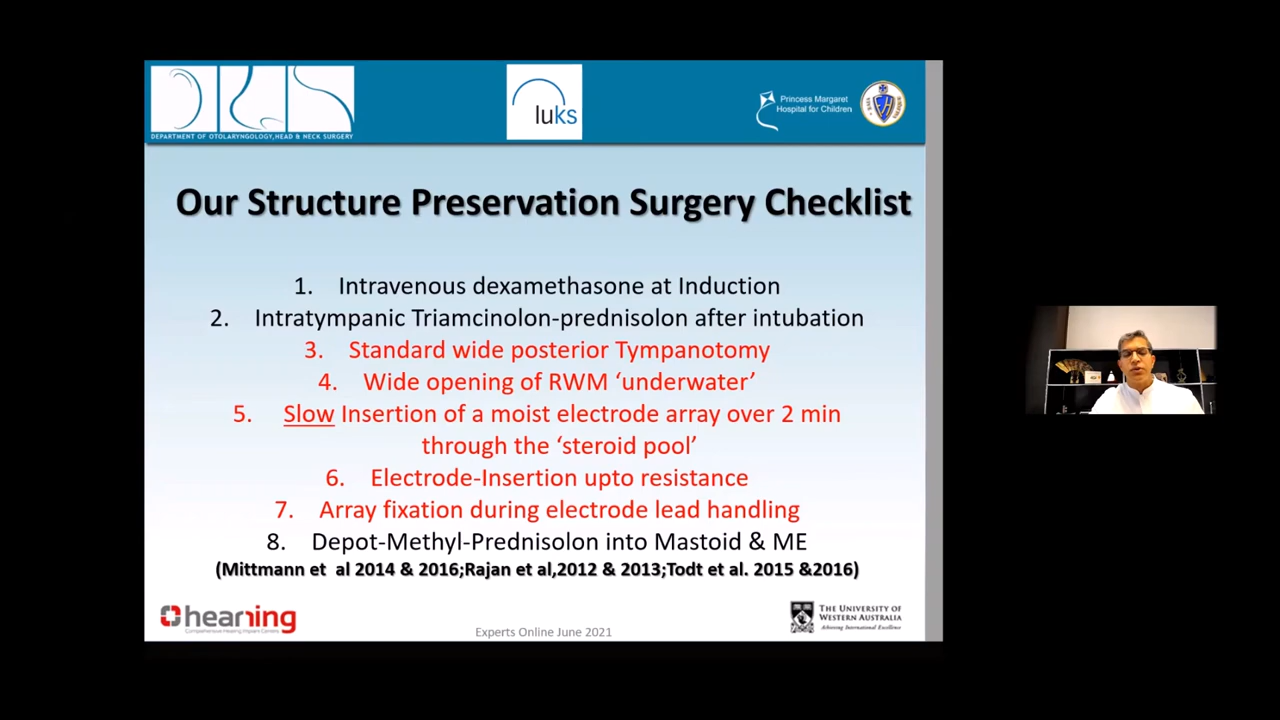 DEPARTMENT OF OTOLARYNGOLOGY,HEAD & NECK SURGERY
luks
Princess Margaret
Hospital for Children
Our Structure Preservation Surgery Checklist
1. Intravenous dexamethasone at Induction
2. Intratympanic Triamcinolon-prednisolon after intubation
3. Standard wide posterior Tympanotomy
4. Wide opening of RWM ‘underwater’
5. Slow Insertion of a moist electrode array over 2 min
through the ‘steroid pool’
6. Electrode-Insertion upto resistance
7. Array fixation during electrode lead handling
8. Depot-Methyl-Prednisolon into Mastoid & ME
(Mittmann et al 2014 & 2016;Rajan et al,2012 & 2013;Todt et al. 2015 &2016)
hearring
Comprehensive Hearing Implant Centers
Experts Online June 2021
THE UNIVERSITY OF
WESTERN AUSTRALIA
Achieving International Excellence